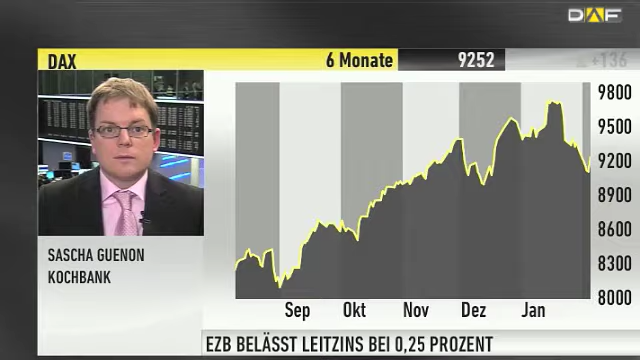 DAF
DAX 6 Monate 9252 +136
9800
9500
9200
8900
8600
8300
8000
Sep Okt Nov Dez Jan
SASCHA GUENON
KOCHBANK
EZB BELÄSST LEITZINS BEI 0,25 PROZENT